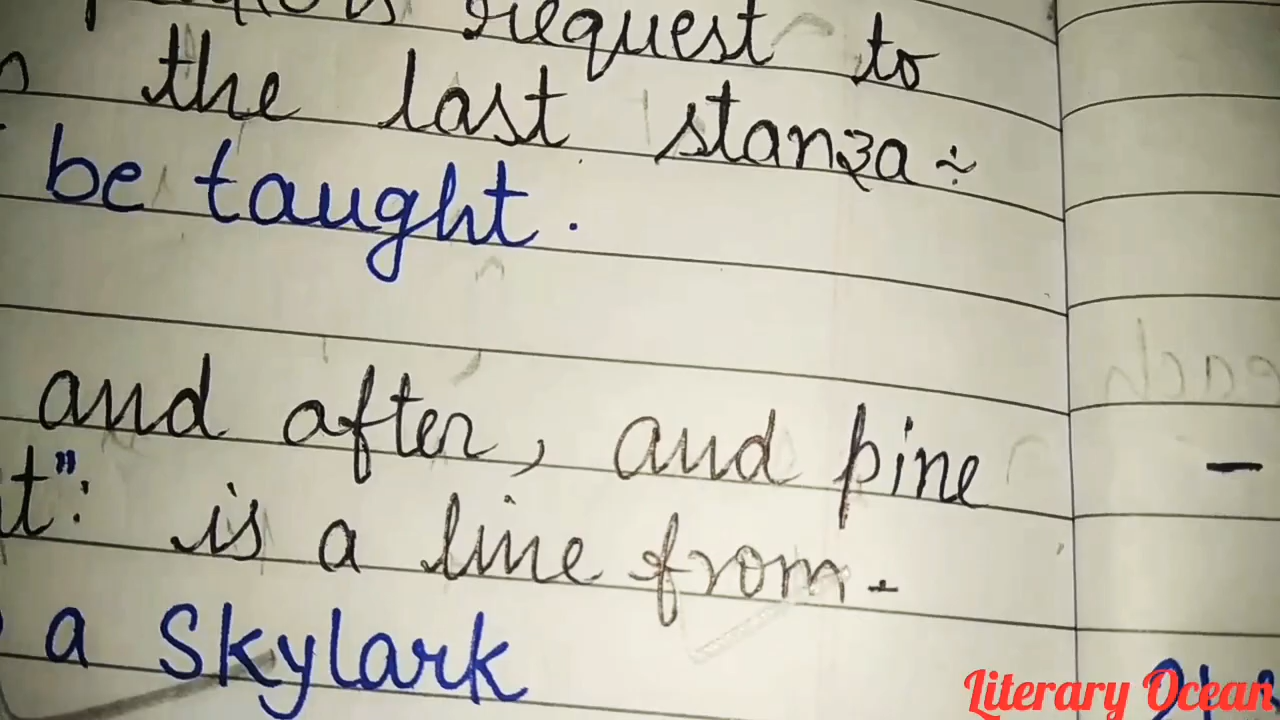 request to
the last stanza ÷
be taught.
and after, and pine
t": is a line from -
a Skylark
Literary Ocean